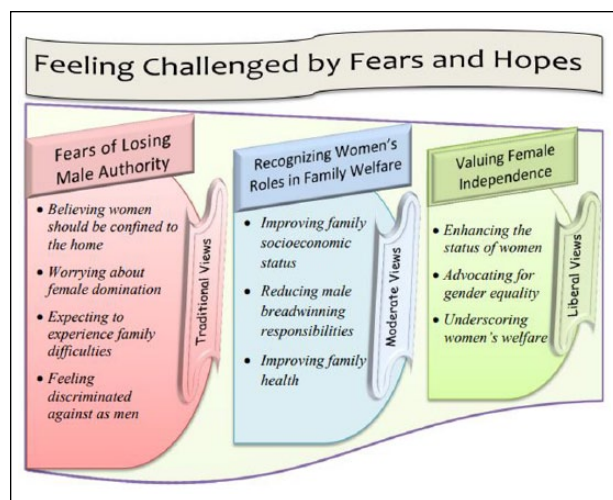 Feeling Challenged by Fears and Hopes
Fears of Losing
Male Authority
• Believing women
should be confined to
the home
• Worrying about
female domination
• Expecting to
experience family
difficulties
• Feeling
discriminated
against as men
Traditional Views
Recognizing Women's
Roles in Family Welfare
• Improving family
socioeconomic
status
• Reducing male
breadwinning
responsibilities
• Improving family
health
Moderate Views
Valuing Female
Independence
• Enhancing the
status of women
• Advocating for
gender equality
• Underscoring
women's welfare
Liberal Views